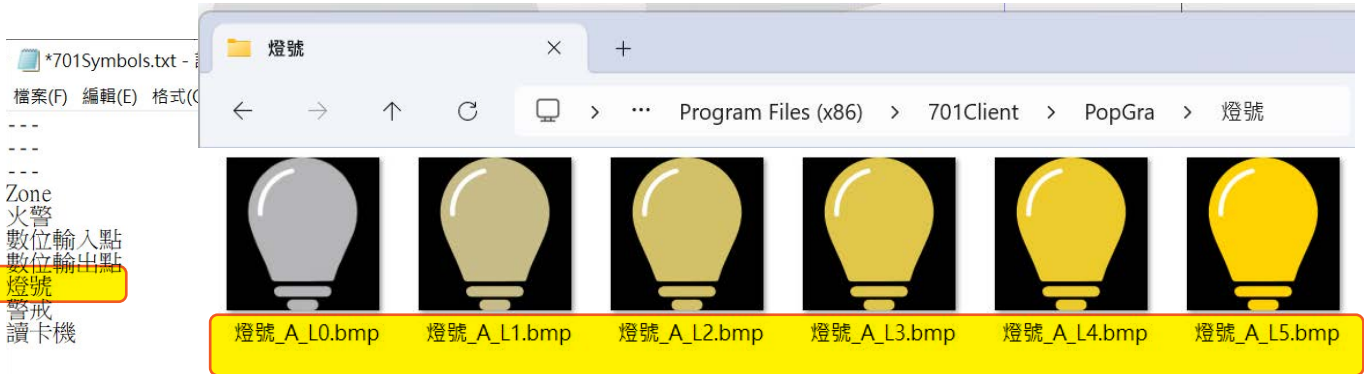 *701Symbols.txt -
檔案(F) 編輯(E) 格式(
---
---
---
Zone
火警
數位輸入點
數位輸出點
燈號
警戒
讀卡機
燈號
... Program Files (x86) > 701Client > PopGra > 燈號
燈號_A_L0.bmp 燈號_A_L1.bmp 燈號_A_L2.bmp 燈號_A_L3.bmp 燈號_A_L4.bmp 燈號_A_L5.bmp